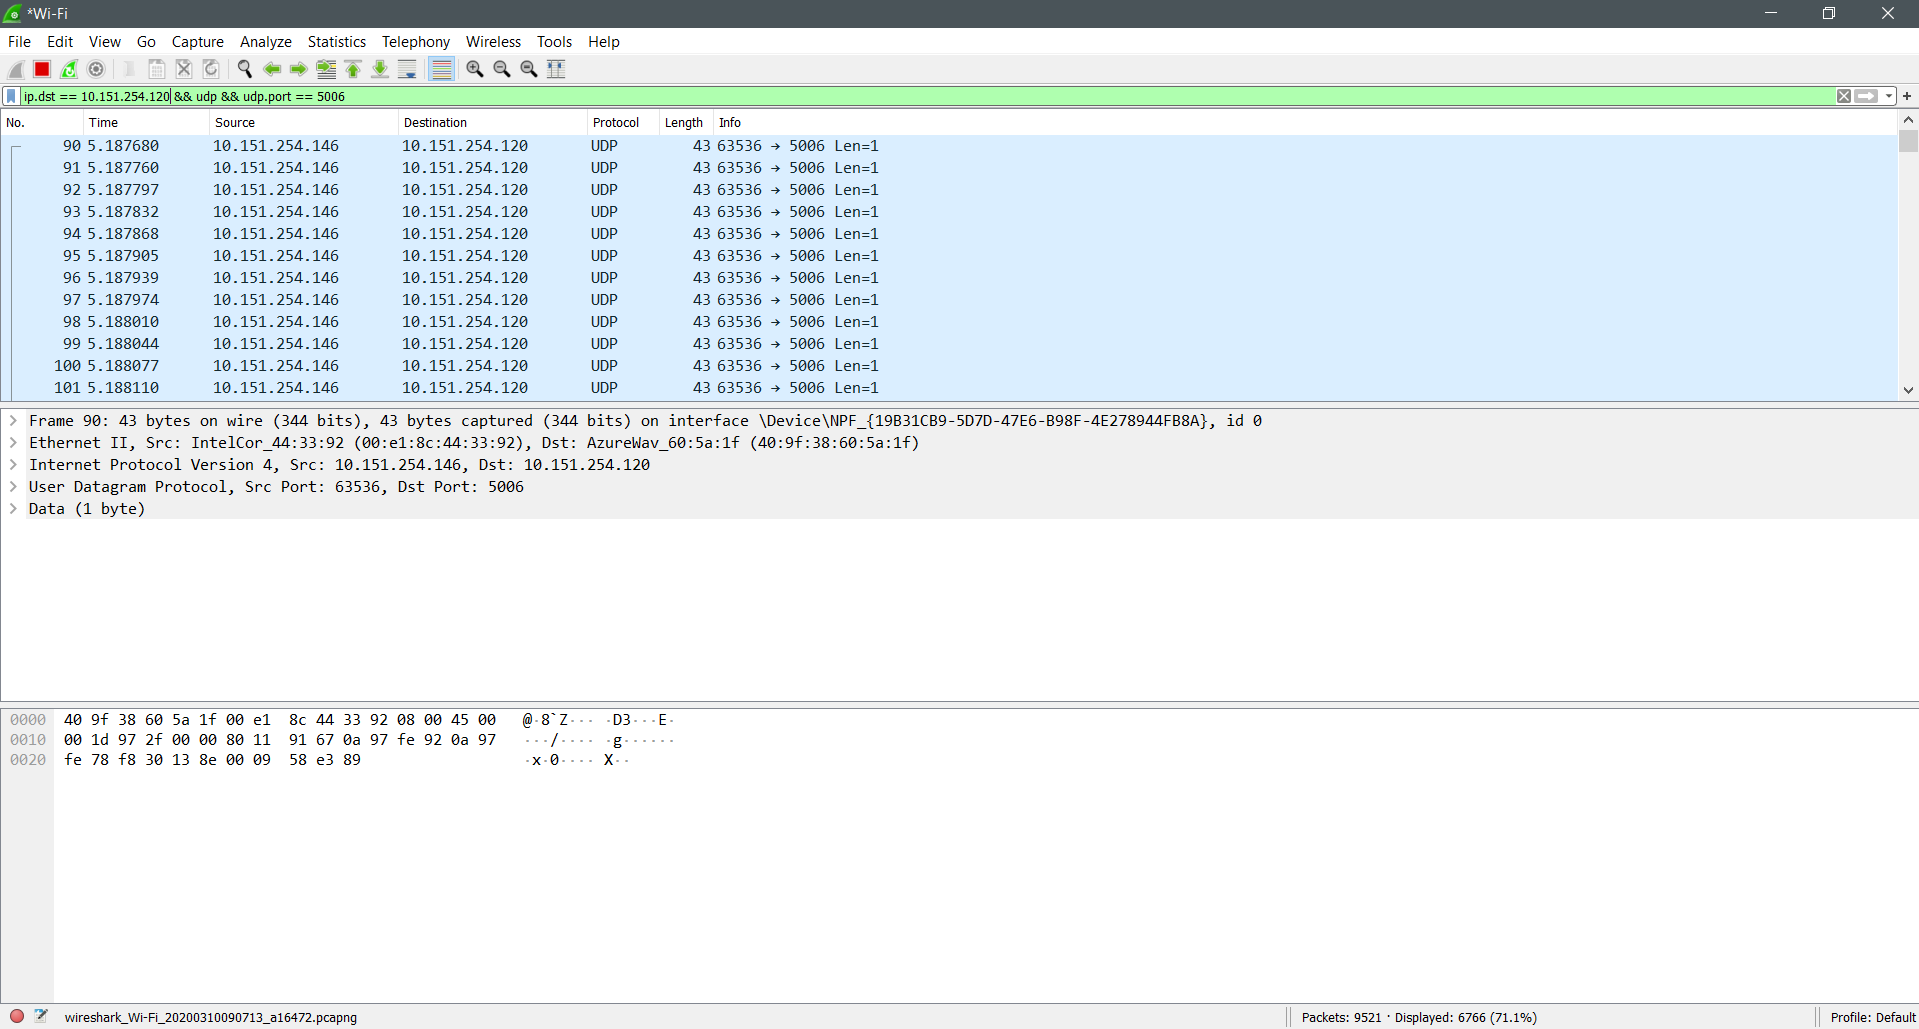 *Wi-Fi
File Edit View Go Capture Analyze Statistics Telephony Wireless Tools Help
ip.dst == 10.151.254.120 && udp && udp.port == 5006
No. Time Source Destination Protocol Length Info
90 5.187680 10.151.254.146 10.151.254.120 UDP 43 63536 → 5006 Len=1
91 5.187760 10.151.254.146 10.151.254.120 UDP 43 63536 → 5006 Len=1
92 5.187797 10.151.254.146 10.151.254.120 UDP 43 63536 → 5006 Len=1
93 5.187832 10.151.254.146 10.151.254.120 UDP 43 63536 → 5006 Len=1
94 5.187868 10.151.254.146 10.151.254.120 UDP 43 63536 → 5006 Len=1
95 5.187905 10.151.254.146 10.151.254.120 UDP 43 63536 → 5006 Len=1
96 5.187939 10.151.254.146 10.151.254.120 UDP 43 63536 → 5006 Len=1
97 5.187974 10.151.254.146 10.151.254.120 UDP 43 63536 → 5006 Len=1
98 5.188010 10.151.254.146 10.151.254.120 UDP 43 63536 → 5006 Len=1
99 5.188044 10.151.254.146 10.151.254.120 UDP 43 63536 → 5006 Len=1
100 5.188077 10.151.254.146 10.151.254.120 UDP 43 63536 → 5006 Len=1
101 5.188110 10.151.254.146 10.151.254.120 UDP 43 63536 → 5006 Len=1
Frame 90: 43 bytes on wire (344 bits), 43 bytes captured (344 bits) on interface \Device\NPF_{19B31CB9-5D7D-47E6-B98F-4E278944FB8A}, id 0
Ethernet II, Src: IntelCor_44:33:92 (00:e1:8c:44:33:92), Dst: AzureWav_60:5a:1f (40:9f:38:60:5a:1f)
Internet Protocol Version 4, Src: 10.151.254.146, Dst: 10.151.254.120
User Datagram Protocol, Src Port: 63536, Dst Port: 5006
Data (1 byte)
0000 40 9f 38 60 5a 1f 00 e1 8c 44 33 92 08 00 45 00 @·8`Z··· ·D3···E·
0010 00 1d 97 2f 00 00 80 11 91 67 0a 97 fe 92 0a 97 ···/···· ·g······
0020 fe 78 f8 30 13 8e 00 09 58 e3 89 ·x·0···· X··
wireshark_Wi-Fi_20200310090713_a16472.pcapng Packets: 9521 · Displayed: 6766 (71.1%) Profile: Default